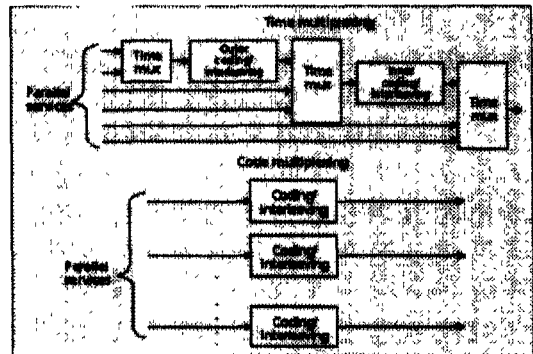 Time multiplexing
Time
mux
Outer
coding/
interleaving
Time
mux
Inner
coding/
interleaving
Time
mux
Parallel
services
Code multiplexing
Coding/
interleaving
Coding/
interleaving
Parallel
services
Coding/
interleaving